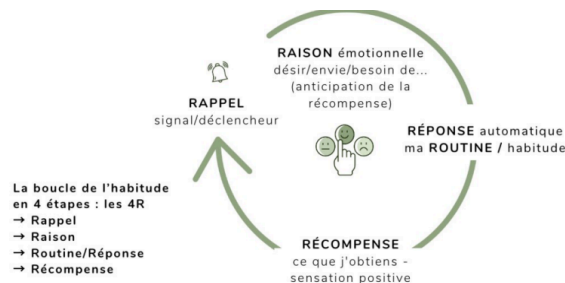 RAISON émotionnelle
désir/envie/besoin de...
(anticipation de la
récompense)
RAPPEL
signal/déclencheur
RÉPONSE automatique
ma ROUTINE / habitude
La boucle de l'habitude
en 4 étapes : les 4R
→ Rappel
→ Raison
→ Routine/Réponse
→ Récompense
RÉCOMPENSE
ce que j'obtiens -
sensation positive